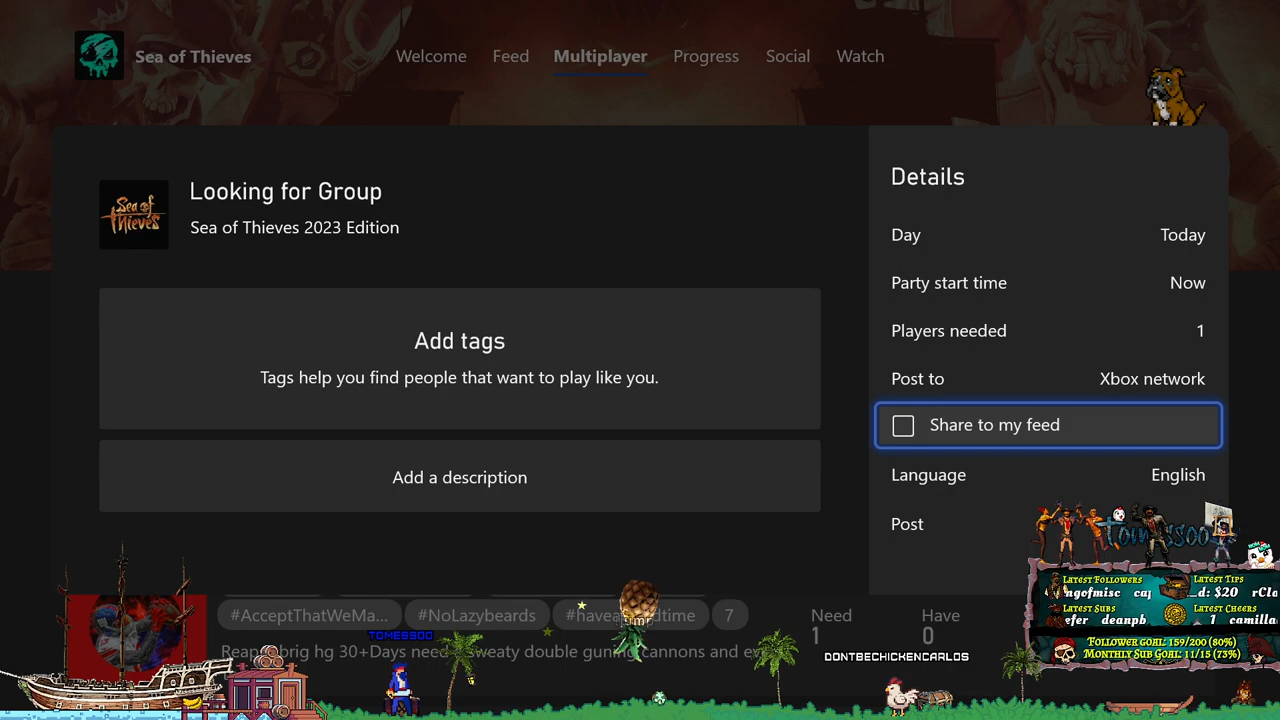 Sea of Thieves
Welcome
Feed
Multiplayer
Progress
Social
Watch
Looking for Group
Sea of Thieves 2023 Edition
Sea of Thieves
Add tags
Tags help you find people that want to play like you.
Add a description
Details
Day Today
Party start time Now
Players needed 1
Post to Xbox network
Share to my feed
Language English
Post
#AcceptThatWeMa...
#NoLazybeards
7
Need
1
Have
0
TOMESSOO
DONTBECHICKENCARLOS
Latest Followers
Latest Tips
Latest Subs
Latest Cheers
Follower goal: 159/200 (80%)
Monthly Sub Goal: 11/15 (73%)